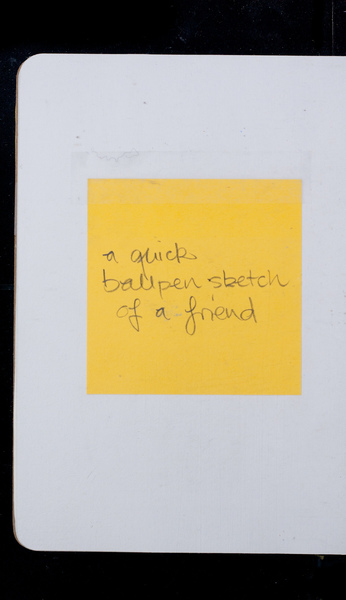 a quick
ballpen sketch
of a friend